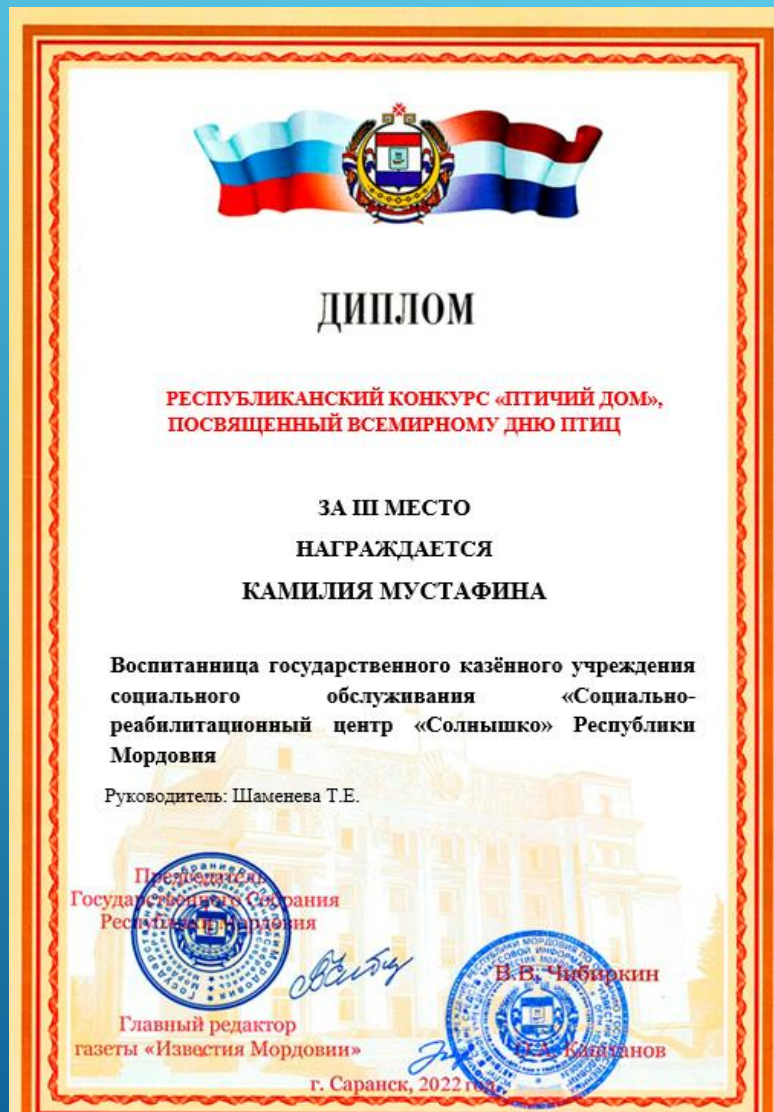 ДИПЛОМ
РЕСПУБЛИКАНСКИЙ КОНКУРС «ПТИЧИЙ ДОМ»,
ПОСВЯЩЕННЫЙ ВСЕМИРНОМУ ДНЮ ПТИЦ
ЗА III МЕСТО
НАГРАЖДАЕТСЯ
КАМИЛИЯ МУСТАФИНА
Воспитанница государственного казённого учреждения
социального обслуживания «Социально-
реабилитационный центр «Солнышко» Республики
Мордовия
Руководитель: Шаменева Т.Е.
Председатель
Государственного Собрания
Республики Мордовия
В.В. Чибиркин
Главный редактор
газеты «Известия Мордовии»
г. Саранск, 2022 год